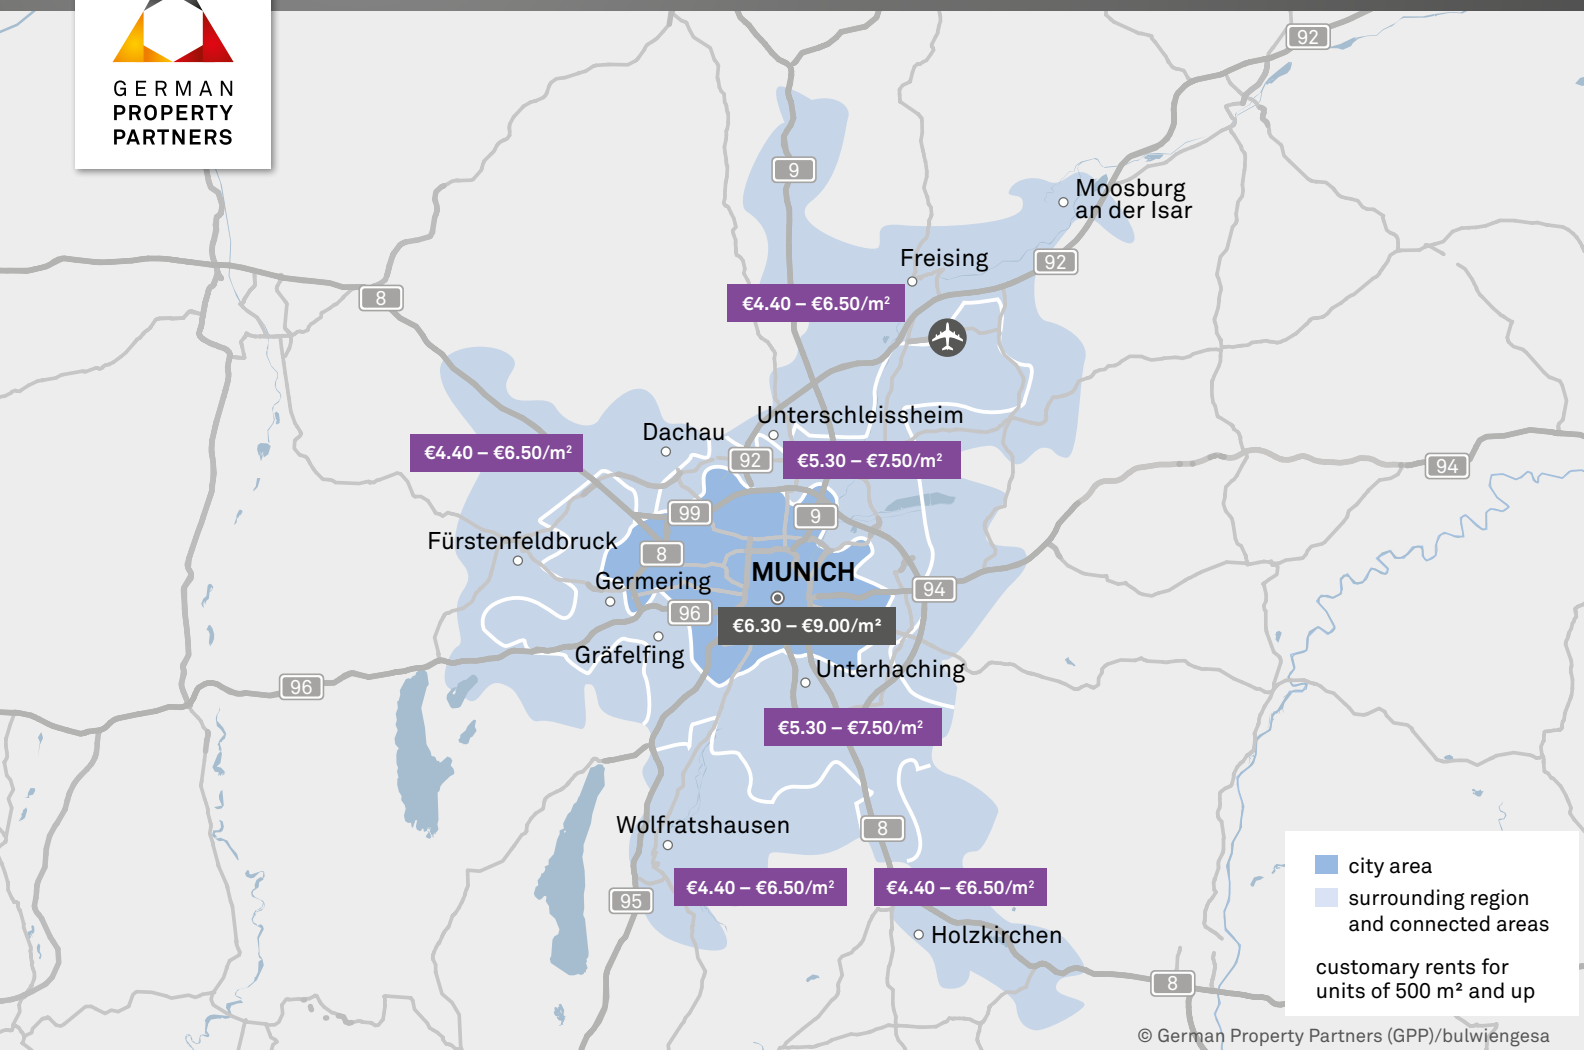 GERMAN
PROPERTY
PARTNERS
92
9
Moosburg
an der Isar
Freising
92
8
€4.40 – €6.50/m²
Unterschleissheim
Dachau
€4.40 – €6.50/m²
92
€5.30 – €7.50/m²
94
99
9
Fürstenfeldbruck
8
MUNICH
Germering
94
96
€6.30 – €9.00/m²
Gräfelfing
Unterhaching
96
€5.30 – €7.50/m²
Wolfratshausen
8
€4.40 – €6.50/m²
€4.40 – €6.50/m²
95
Holzkirchen
8
city area
surrounding region
and connected areas
customary rents for
units of 500 m² and up
© German Property Partners (GPP)/bulwiengesa